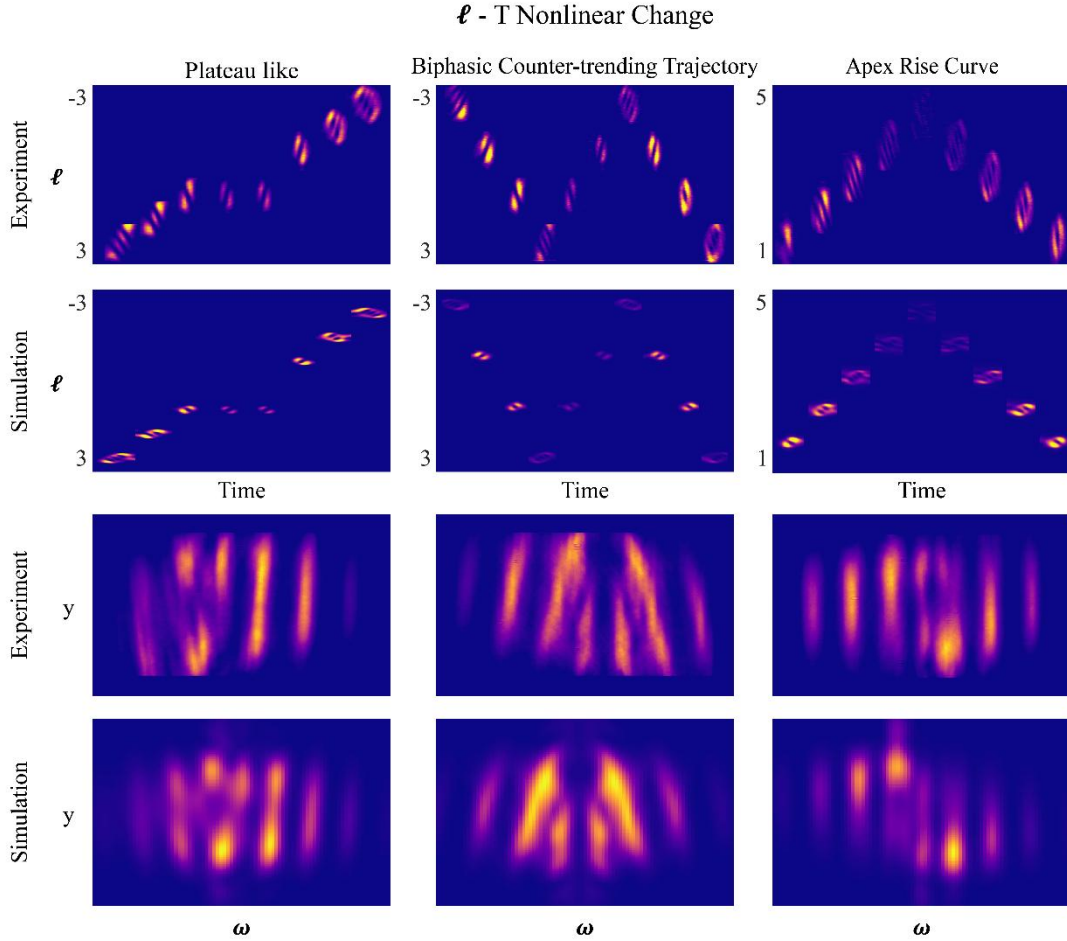 ℓ - T Nonlinear Change
Plateau like
Biphasic Counter-trending Trajectory
Apex Rise Curve
Experiment
ℓ
-3
3
-3
3
5
1
Simulation
ℓ
-3
3
-3
3
5
1
Time
Time
Time
Experiment
y
Simulation
y
ω
ω
ω